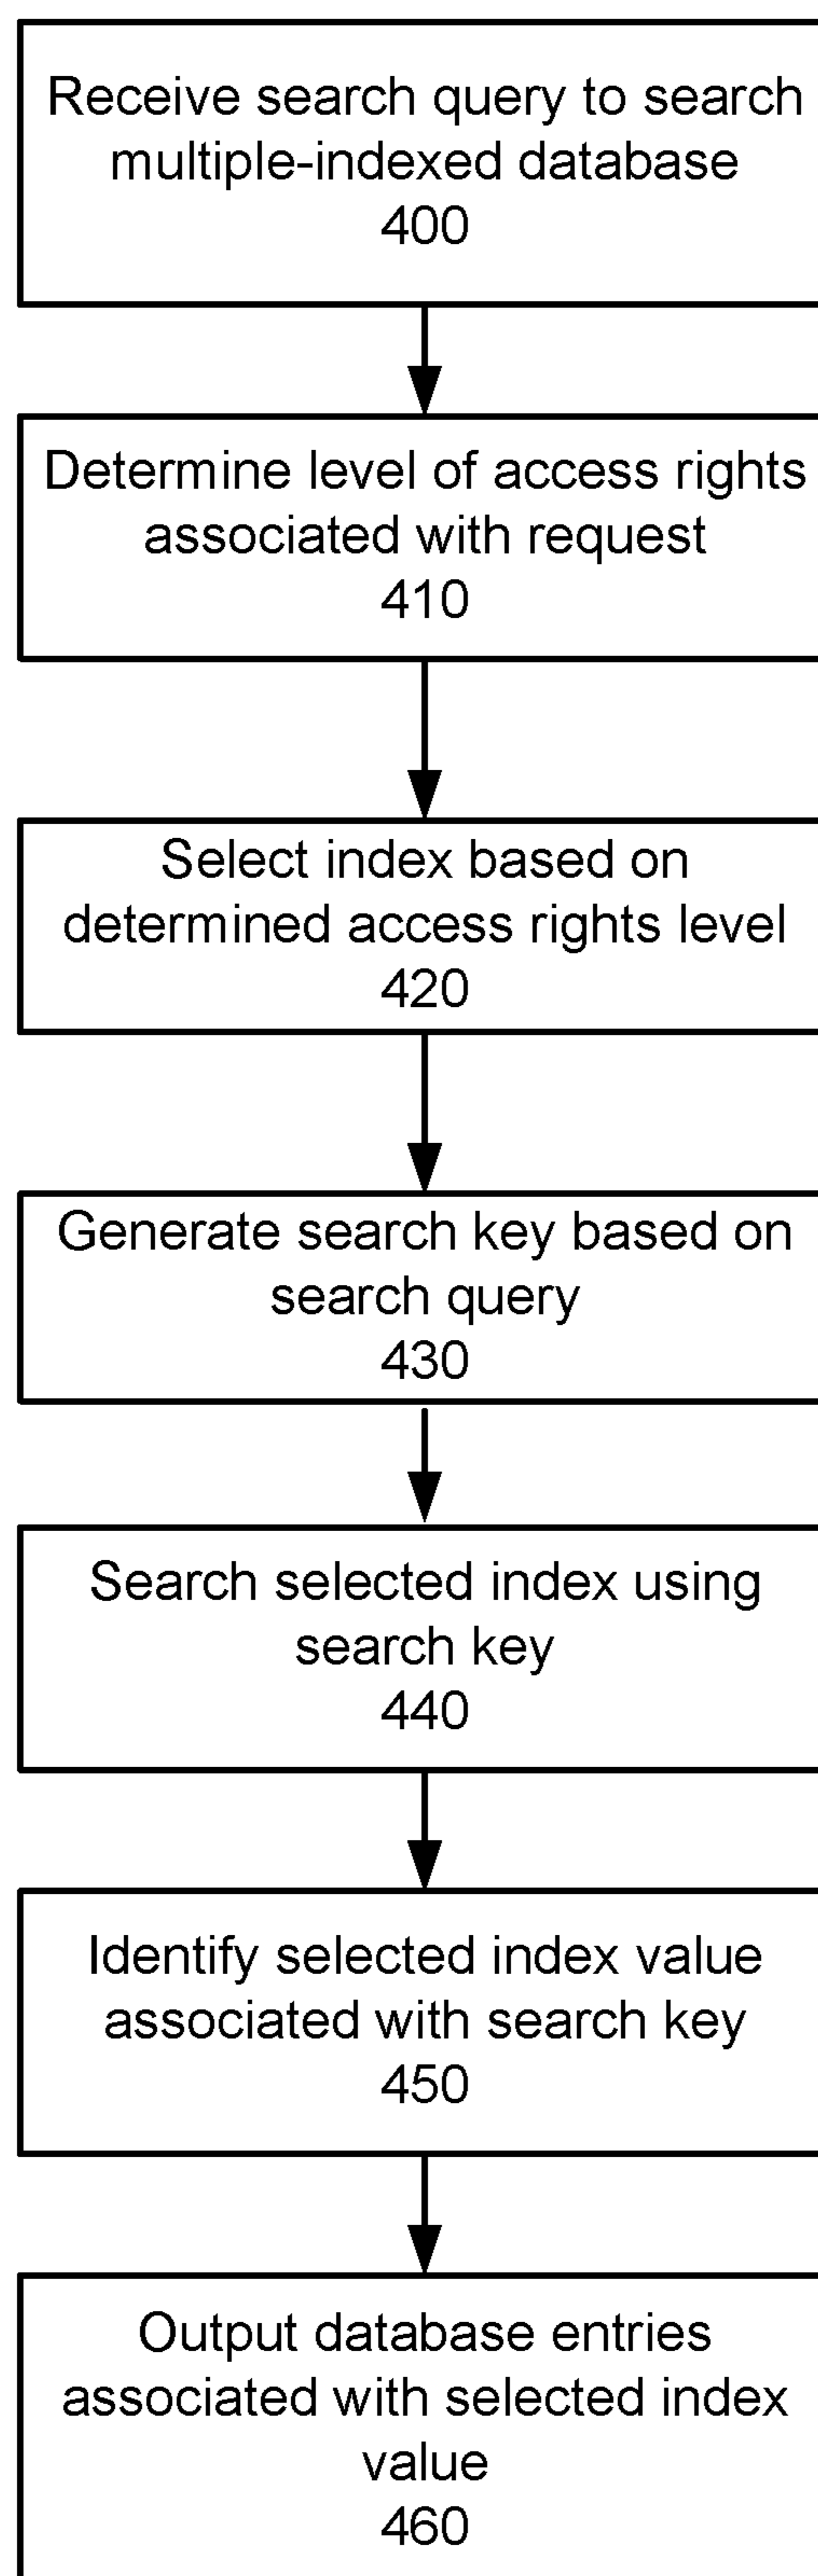 Receive search query to search
multiple-indexed database
400
Determine level of access rights
associated with request
410
Select index based on
determined access rights level
420
Generate search key based on
search query
430
Search selected index using
search key
440
Identify selected index value
associated with search key
450
Output database entries
associated with selected index
value
460